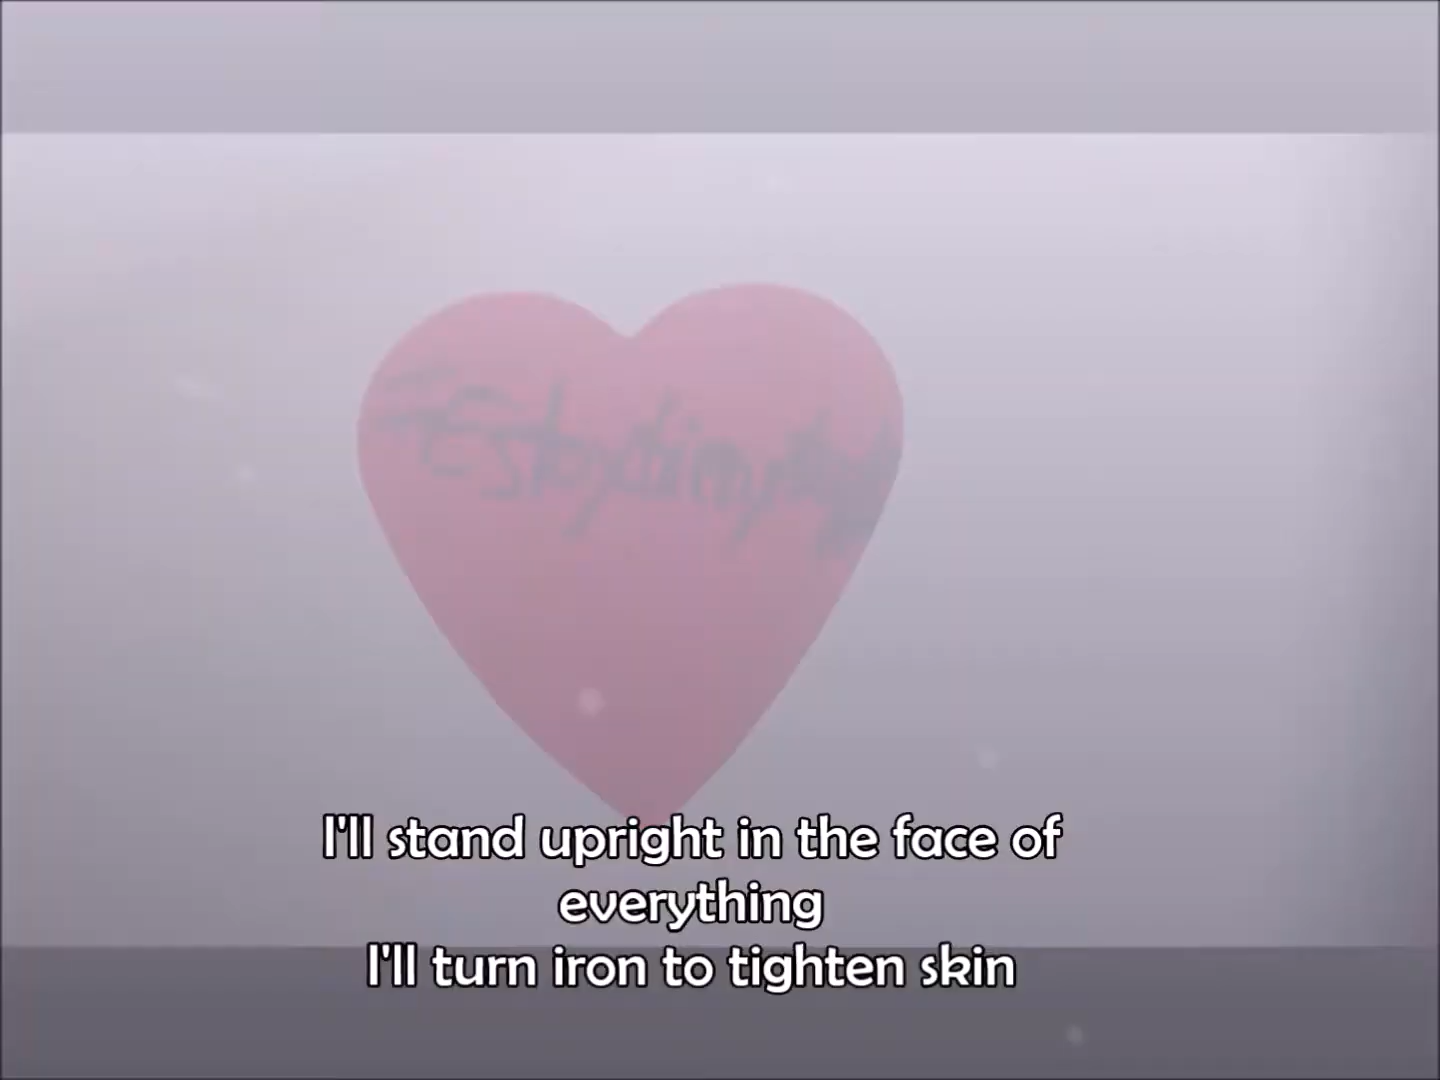 I'll stand upright in the face of
everything
I'll turn iron to tighten skin